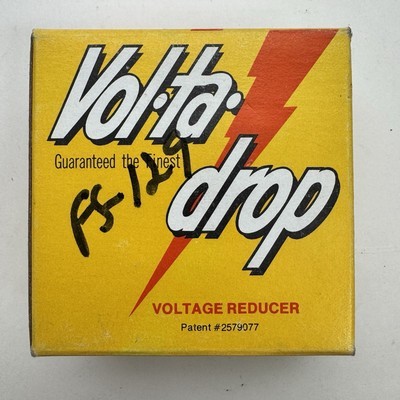 Vol·ta·
Guaranteed the Finest
drop
FS-129
VOLTAGE REDUCER
Patent #2579077